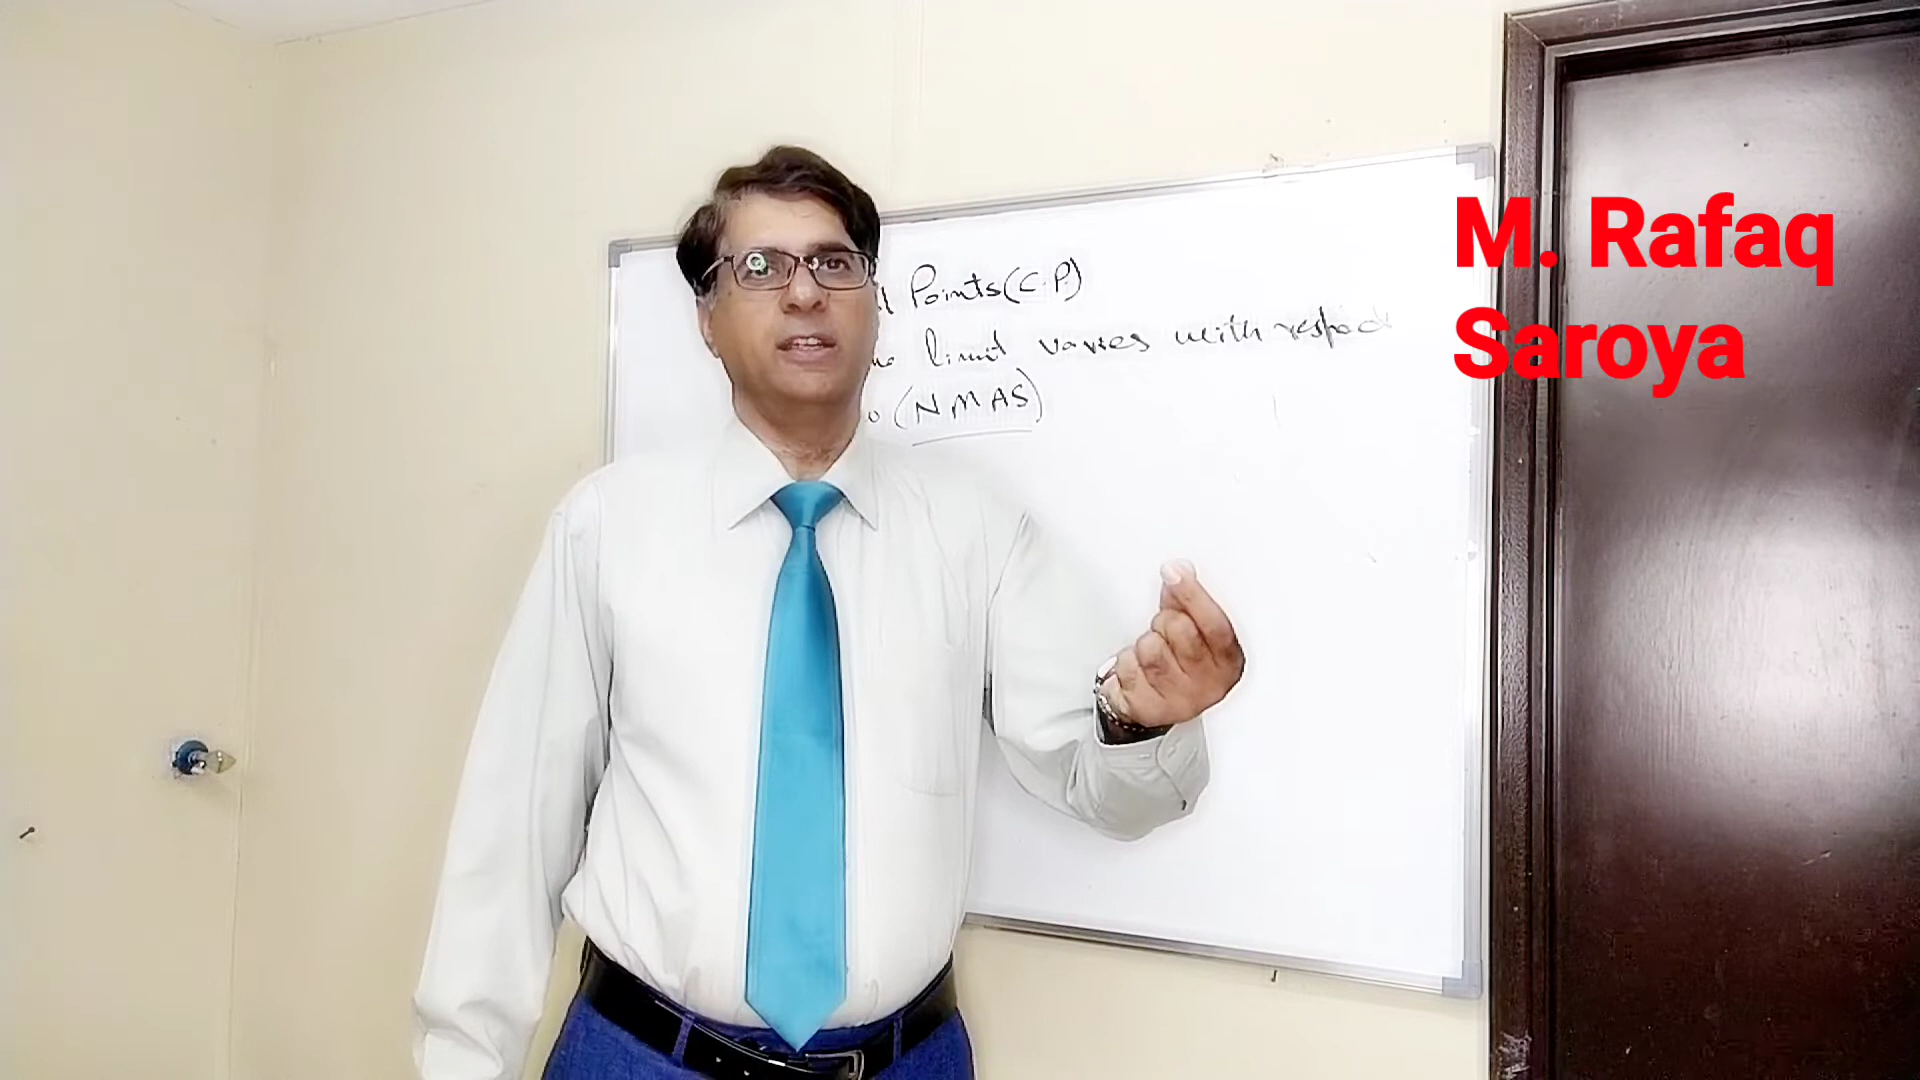 Points (C.P)
limit varies with respect
(NMAS)
M. Rafaq
Saroya